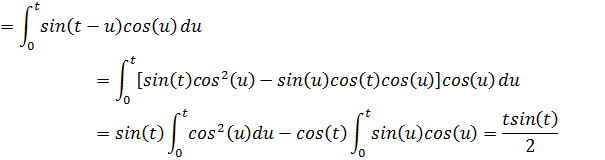 = ∫₀ᵗ sin(t − u)cos(u) du
= ∫₀ᵗ [sin(t)cos²(u) − sin(u)cos(t)cos(u)]cos(u) du
= sin(t) ∫₀ᵗ cos²(u)du − cos(t) ∫₀ᵗ sin(u)cos(u) = tsin(t)/2